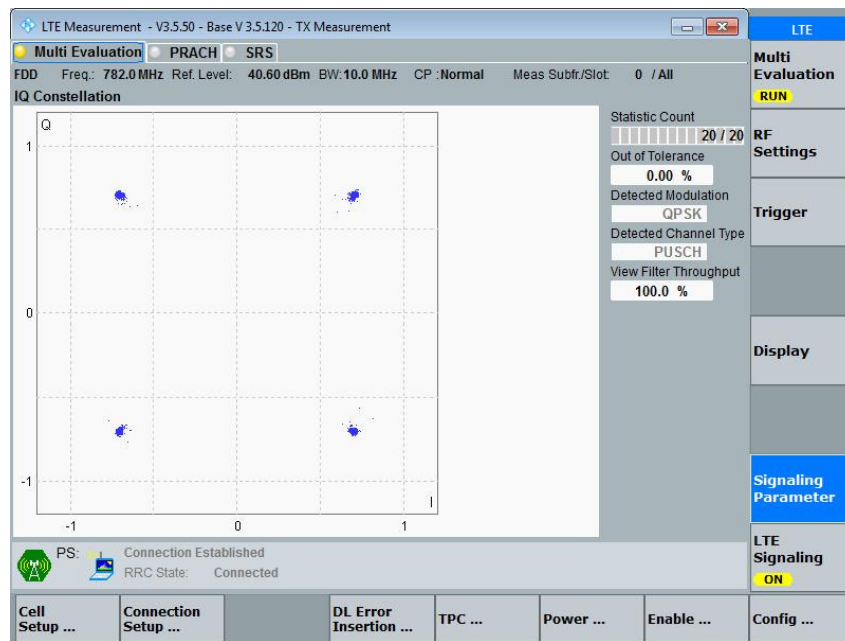 LTE Measurement - V3.5.50 - Base V 3.5.120 - TX Measurement
LTE
Multi Evaluation PRACH SRS
FDD Freq.: 782.0 MHz Ref. Level: 40.60 dBm BW: 10.0 MHz CP : Normal Meas Subfr./Slot: 0 / All
IQ Constellation
Q
1
0
-1
I
-1 0 1
Statistic Count
20 / 20
Out of Tolerance
0.00 %
Detected Modulation
QPSK
Detected Channel Type
PUSCH
View Filter Throughput
100.0 %
Multi
Evaluation
RUN
RF
Settings
Trigger
Display
Signaling
Parameter
LTE
Signaling
ON
PS: Connection Established
RRC State: Connected
Cell
Setup ...
Connection
Setup ...
DL Error
Insertion ...
TPC ...
Power ...
Enable ...
Config ...